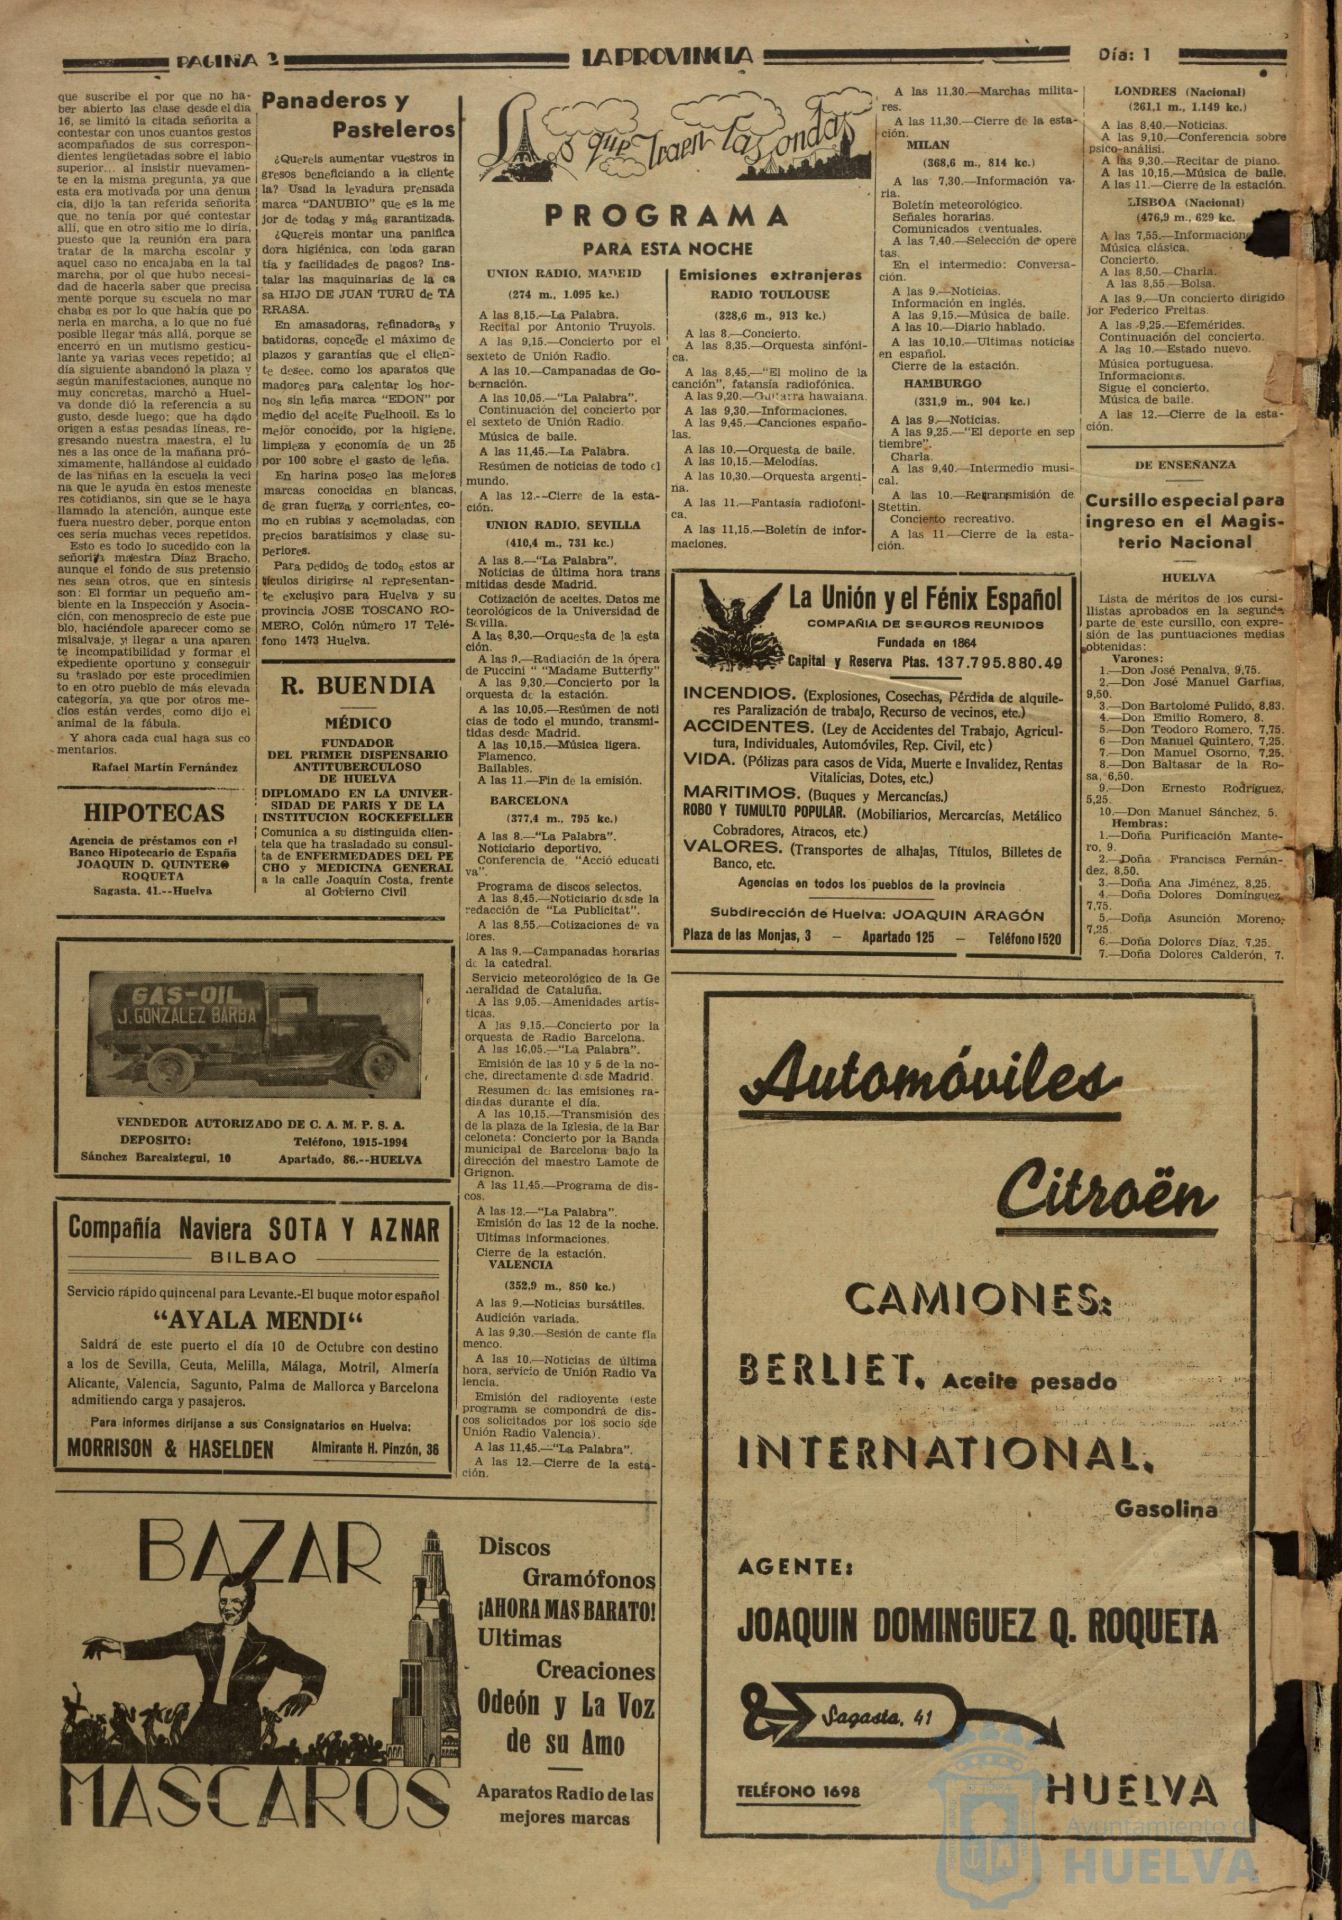 PAGINA 2
LA PROVINCIA
Día: 1
que suscribe el por que no ha-
ber abierto las clase desde el dia
16, se limitó la citada señorita a
contestar con unos cuantos gestos
acompañados de sus correspon-
dientes lengüetadas sobre el labio
superior... al insistir nuevamen-
te en la misma pregunta, ya que
esta era motivada por una denua
cia, dijo la tan referida señorita
que no tenía por qué contestar
allí, que en otro sitio me lo diría,
puesto que la reunión era para
tratar de la marcha escolar y
aquel caso no encajaba en la tal
marcha, por ol que hubo necesi-
dad de hacerla saber que precisa
mente porque su escuela no mar
chaba es por lo que había que po
nerla en marcha, a lo que no fué
posible llegar más allá, porque se
encerró en un mutismo gesticu-
lante ya varias veces repetido; al
día siguiente abandonó la plaza y
según manifestaciones, aunque no
muy concretas, marchó a Huel-
va donde dió la referencia a su
gusto, desde luego; que ha dado
origen a estas pesadas líneas, re-
gresando nuestra maestra, el lu
nes a las once de la mañana pró-
ximamente, hallándose al cuidado
de las niñas en la escuela la veci
na que le ayuda en estos meneste
res cotidianos, sin que se le haya
llamado la atención, aunque este
fuera nuestro deber, porque enton
ces sería muchas veces repetidos.
Esto es todo lo sucedido con la
señorita maestra Díaz Bracho,
aunque el fondo de sus pretensio
nes sean otros, que en síntesis
son: El formar un pequeño am-
biente en la Inspección y Asocia-
ción, con menosprecio de este pue
blo, haciéndole aparecer como se
misalvaje, y llegar a una aparen
te incompatibilidad y formar el
expediente oportuno y conseguir
su traslado por este procedimien
to en otro pueblo de más elevada
categoría, ya que por otros me-
dios están verdes, como dijo el
animal de la fábula.
Y ahora cada cual haga sus co
mentarios.
Rafael Martín Fernández
HIPOTECAS
Agencia de préstamos con el
Banco Hipotecario de España
JOAQUIN D. QUINTERO
ROQUETA
Sagasta. 41.--Huelva
Panaderos y
Pasteleros
¿Quereis aumentar vuestros in
gresos beneficiando a la cliente
la? Usad la levadura prensada
marca "DANUBIO" que es la me
jor de todas y más garantizada.
¿Quereis montar una panifica
dora higiénica, con toda garan
tía y facilidades de pagos? Ins-
talar las maquinarias de la ca
sa HIJO DE JUAN TURU de TA
RRASA.
En amasadoras, refinadoras y
batidoras, concede el máximo de
plazos y garantías que el clien-
te desee. como los aparatos que
madores para calentar los hor-
nos sin leña marca "EDON" por
medio del aceite Fuelhooil. Es lo
mejor conocido, por la higiene,
limpieza y economía de un 25
por 100 sobre el gasto de leña.
En harina poseo las mejores
marcas conocidas en blancas,
de gran fuerza y corrientes, co-
mo en rubias y acemoladas, con
precios baratísimos y clase su-
periores.
Para pedidos de todos estos ar
tículos dirigirse al representan-
te exclusivo para Huelva y su
provincia JOSE TOSCANO RO-
MERO, Colón número 17 Telé-
fono 1473 Huelva.
R. BUENDIA
MÉDICO
FUNDADOR
DEL PRIMER DISPENSARIO
ANTITUBERCULOSO
DE HUELVA
DIPLOMADO EN LA UNIVER-
SIDAD DE PARIS Y DE LA
INSTITUCION ROCKEFELLER
Comunica a su distinguida clien-
tela que ha trasladado su consul-
ta de ENFERMEDADES DEL PE
CHO y MEDICINA GENERAL
a la calle Joaquín Costa, frente
al Gobierno Civil
GAS-OIL
J. GONZALEZ BARBA
VENDEDOR AUTORIZADO DE C. A. M. P. S. A.
DEPOSITO: Teléfono, 1915-1994
Sánchez Barcaiztegui, 10 Apartado, 86.--HUELVA
Compañía Naviera SOTA Y AZNAR
BILBAO
Servicio rápido quincenal para Levante.-El buque motor español
"AYALA MENDI"
Saldrá de este puerto el día 10 de Octubre con destino
a los de Sevilla, Ceuta, Melilla, Málaga, Motril, Almería
Alicante, Valencia, Sagunto, Palma de Mallorca y Barcelona
admitiendo carga y pasajeros.
Para informes diríjanse a sus Consignatarios en Huelva:
MORRISON & HASELDEN Almirante H. Pinzón, 36
BAZAR
MASCAROS
Discos
Gramófonos
¡AHORA MAS BARATO!
Ultimas
Creaciones
Odeón y La Voz
de su Amo
Aparatos Radio de las
mejores marcas
Lo que traen las ondas
PROGRAMA
PARA ESTA NOCHE
UNION RADIO, MADRID
(274 m., 1.095 kc.)
A las 8,15.—La Palabra.
Recital por Antonio Truyols.
A las 9,15.—Concierto por el
sexteto de Unión Radio.
A las 10.—Campanadas de Go-
bernación.
A las 10,05.—"La Palabra".
Continuación del concierto por
el sexteto de Unión Radio.
Música de baile.
A las 11,45.—La Palabra.
Resúmen de noticias de todo el
mundo.
A las 12.--Cierre de la esta-
ción.
UNION RADIO, SEVILLA
(410,4 m., 731 kc.)
A las 8.—"La Palabra".
Noticias de última hora trans
mitidas desde Madrid.
Cotización de aceites. Datos me
teorológicos de la Universidad de
Sevilla.
A las 8,30.—Orquesta de la esta
ción.
A las 9.—Radiación de la ópera
de Puccini " "Madame Butterfly"
A las 9,30.—Concierto por la
orquesta de la estación.
A las 10,05.—Resúmen de noti
cias de todo el mundo, transmi-
tidas desde Madrid.
A las 10,15.—Música ligera.
Flamenco.
Bailables.
A las 11.—Fin de la emisión.
BARCELONA
(377,4 m., 795 kc.)
A las 8.—"La Palabra".
Noticiario deportivo.
Conferencia de. "Acció educati
va".
Programa de discos selectos.
A las 8,45.—Noticiario desde la
redacción de "La Publicitat".
A las 8,55.—Cotizaciones de va
lores.
A las 9.—Campanadas horarias
de la catedral.
Servicio meteorológico de la Ge
neralidad de Cataluña.
A las 9,05.—Amenidades artís-
ticas.
A las 9,15.—Concierto por la
orquesta de Radio Barcelona.
A las 10,05.—"La Palabra".
Emisión de las 10 y 5 de la no-
che, directamente desde Madrid.
Resumen de las emisiones ra-
diadas durante el día.
A las 10,15.—Transmisión des
de la plaza de la Iglesia, de la Bar
celoneta: Concierto por la Banda
municipal de Barcelona bajo la
dirección del maestro Lamote de
Grignon.
A las 11,45.—Programa de dis-
cos.
A las 12.—"La Palabra".
Emisión de las 12 de la noche.
Ultimas informaciones.
Cierre de la estación.
VALENCIA
(352,9 m., 850 kc.)
A las 9.—Noticias bursátiles.
Audición variada.
A las 9,30.—Sesión de cante fla
menco.
A las 10.—Noticias de última
hora, servicio de Unión Radio Va
lencia.
Emisión del radioyente (este
programa se compondrá de dis-
cos solicitados por los socio sde
Unión Radio Valencia).
A las 11,45.—"La Palabra".
A las 12.—Cierre de la esta-
ción.
Emisiones extranjeras
RADIO TOULOUSE
(328,6 m., 913 kc.)
A las 8.—Concierto.
A las 8,35.—Orquesta sinfóni-
ca.
A las 8,45.—"El molino de la
canción", fatansía radiofónica.
A las 9,20.—Guitarra hawaiana.
A las 9,30.—Informaciones.
A las 9,45.—Canciones españo-
las.
A las 10.—Orquesta de baile.
A las 10,15.—Melodías.
A las 10,30.—Orquesta argenti-
na.
A las 11.—Fantasía radiofoni-
ca.
A las 11,15.—Boletín de infor-
maciones.
A las 11,30.—Marchas milita-
res.
A las 11,30.—Cierre de la esta-
ción.
MILAN
(368,6 m., 814 kc.)
A las 7,30.—Información va-
ria.
Boletín meteorológico.
Señales horarias.
Comunicados eventuales.
A las 7,40.—Selección de opere
tas.
En el intermedio: Conversa-
ción.
A las 9.—Noticias.
Información en inglés.
A las 9,15.—Música de baile.
A las 10.—Diario hablado.
A las 10,10.—Ultimas noticias
en español.
Cierre de la estación.
HAMBURGO
(331,9 m., 904 kc.)
A las 9.—Noticias.
A las 9,25.—"El deporte en sep
tiembre".
Charla.
A las 9,40.—Intermedio musi-
cal.
A las 10.—Retransmisión de
Stettin.
Concierto recreativo.
A las 11.—Cierre de la esta-
ción.
LONDRES (Nacional)
(261,1 m., 1.149 kc.)
A las 8,40.—Noticias.
A las 9,10.—Conferencia sobre
psico-análisi.
A las 9,30.—Recitar de piano.
A las 10,15.—Música de baile.
A las 11.—Cierre de la estación.
LISBOA (Nacional)
(476,9 m., 629 kc.
A las 7,55.—Informacione
Música clásica.
Concierto.
A las 8,50.—Charla.
A las 8,55.—Bolsa.
A las 9.—Un concierto dirigido
jor Federico Freitas.
A las 9,25.—Efemérides.
Continuación del concierto.
A las 10.—Estado nuevo.
Música portuguesa.
Informaciones.
Sigue el concierto.
Música de baile.
A las 12.—Cierre de la esta-
ción.
DE ENSEÑANZA
Cursillo especial para
ingreso en el Magis-
terio Nacional
HUELVA
Lista de méritos de los cursi-
llistas aprobados en la segunda
parte de este cursillo, con expre-
sión de las puntuaciones medias
obtenidas:
Varones:
1.—Don José Penalva, 9,75.
2.—Don José Manuel Garfias,
9,50.
3.—Don Bartolomé Pulido, 8,83.
4.—Don Emilio Romero, 8.
5.—Don Teodoro Romero, 7,75.
6 —Don Manuel Quintero, 7,25.
7.—Don Manuel Osorno, 7,25.
8.—Don Baltasar de la Ro-
sa, 6,50.
9.—Don Ernesto Rodríguez,
5,25.
10.—Don Manuel Sánchez, 5.
Hembras:
1.—Doña Purificación Mante-
ro, 9.
2.—Doña Francisca Fernán-
dez, 8,50.
3.—Doña Ana Jiménez, 8,25.
4.—Doña Dolores Domínguez,
7,75.
5.—Doña Asunción Moreno,
7,25.
6.—Doña Dolores Díaz, 7,25.
7.—Doña Dolores Calderón, 7.
La Unión y el Fénix Español
COMPAÑIA DE SEGUROS REUNIDOS
Fundada en 1864
Capital y Reserva Ptas. 137.795.880.49
INCENDIOS. (Explosiones, Cosechas, Pérdida de alquile-
res Paralización de trabajo, Recurso de vecinos, etc.)
ACCIDENTES. (Ley de Accidentes del Trabajo, Agricul-
tura, Individuales, Automóviles, Rep. Civil, etc )
VIDA. (Pólizas para casos de Vida, Muerte e Invalidez, Rentas
Vitalicias, Dotes, etc.)
MARITIMOS. (Buques y Mercancías.)
ROBO Y TUMULTO POPULAR. (Mobiliarios, Mercarcías, Metálico
Cobradores, Atracos, etc.)
VALORES. (Transportes de alhajas, Títulos, Billetes de
Banco, etc.
Agencias en todos los pueblos de la provincia
Subdirección de Huelva: JOAQUIN ARAGÓN
Plaza de las Monjas, 3 – Apartado 125 – Teléfono 1520
Automóviles
Citroën
CAMIONES:
BERLIET, Aceite pesado
INTERNATIONAL,
Gasolina
AGENTE:
JOAQUIN DOMINGUEZ Q. ROQUETA
Sagasta, 41
TELÉFONO 1698
HUELVA
Ayuntamiento de
HUELVA